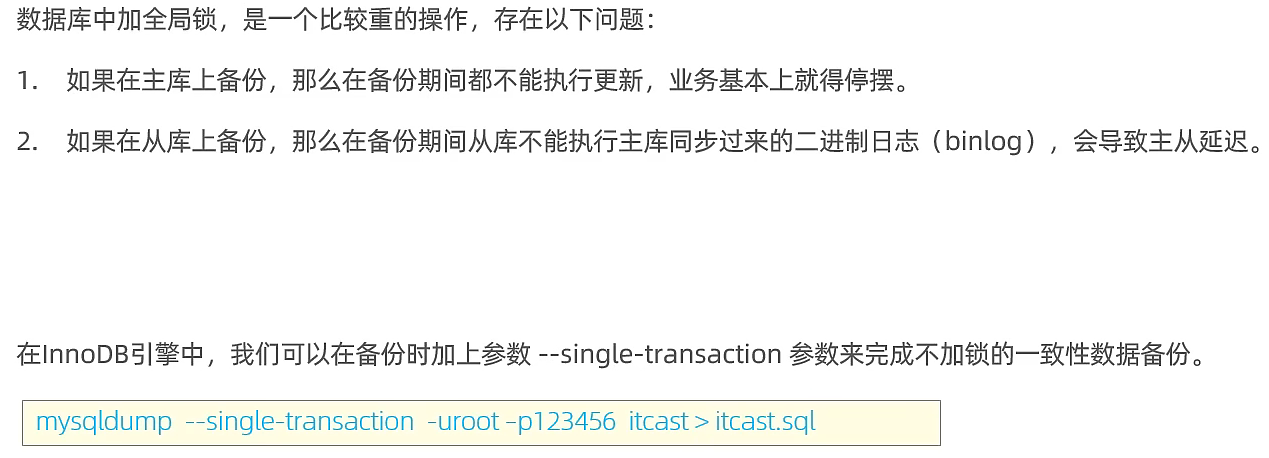 数据库中加全局锁，是一个比较重的操作，存在以下问题：
1. 如果在主库上备份，那么在备份期间都不能执行更新，业务基本上就得停摆。
2. 如果在从库上备份，那么在备份期间从库不能执行主库同步过来的二进制日志（binlog），会导致主从延迟。
在InnoDB引擎中，我们可以在备份时加上参数 --single-transaction 参数来完成不加锁的一致性数据备份。
mysqldump --single-transaction -uroot –p123456 itcast > itcast.sql